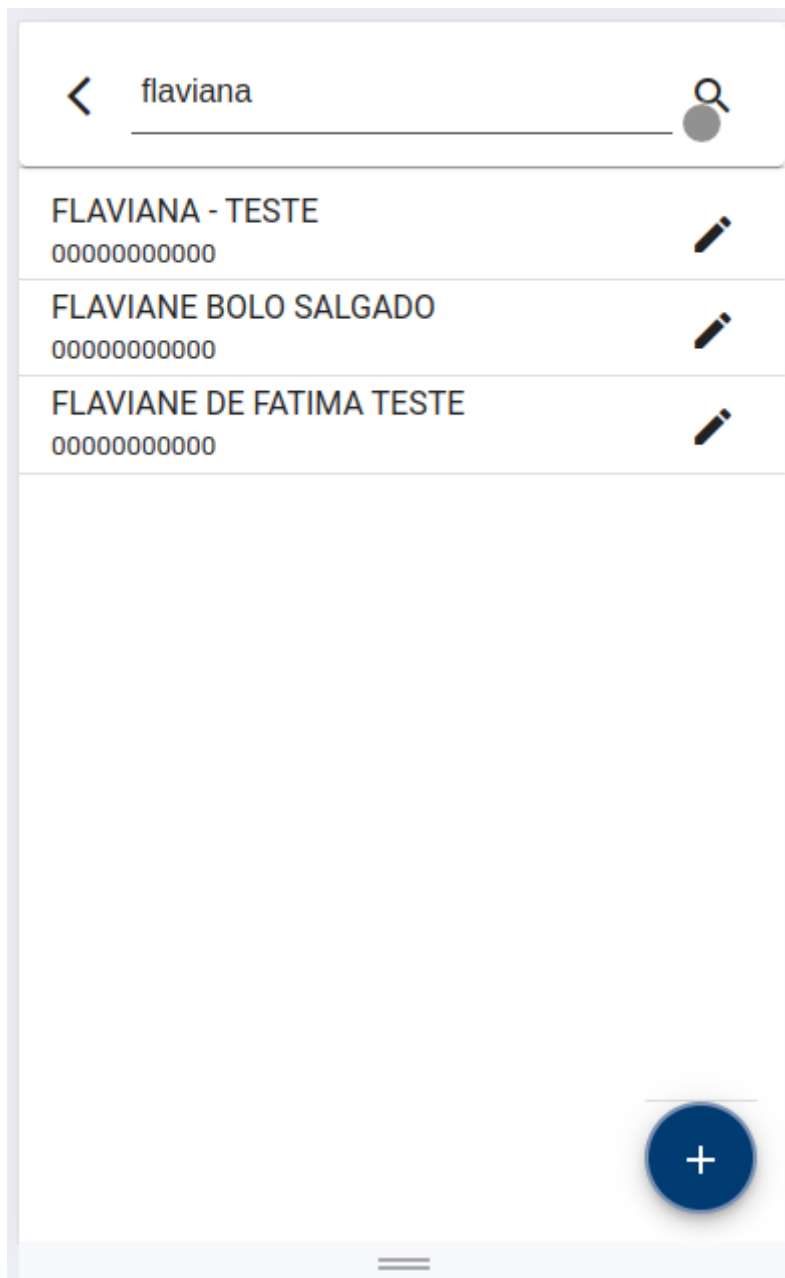 flaviana
FLAVIANA - TESTE
00000000000
FLAVIANE BOLO SALGADO
00000000000
FLAVIANE DE FATIMA TESTE
00000000000
+